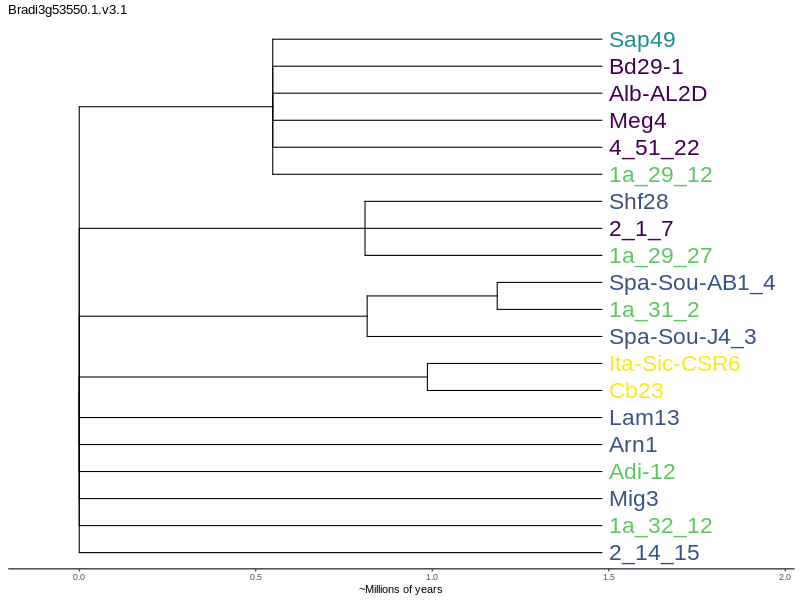 Bradi3g53550.1.v3.1
Sap49
Bd29-1
Alb-AL2D
Meg4
4_51_22
1a_29_12
Shf28
2_1_7
1a_29_27
Spa-Sou-AB1_4
1a_31_2
Spa-Sou-J4_3
Ita-Sic-CSR6
Cb23
Lam13
Arn1
Adi-12
Mig3
1a_32_12
2_14_15
0.0 0.5 1.0 1.5 2.0
~Millions of years